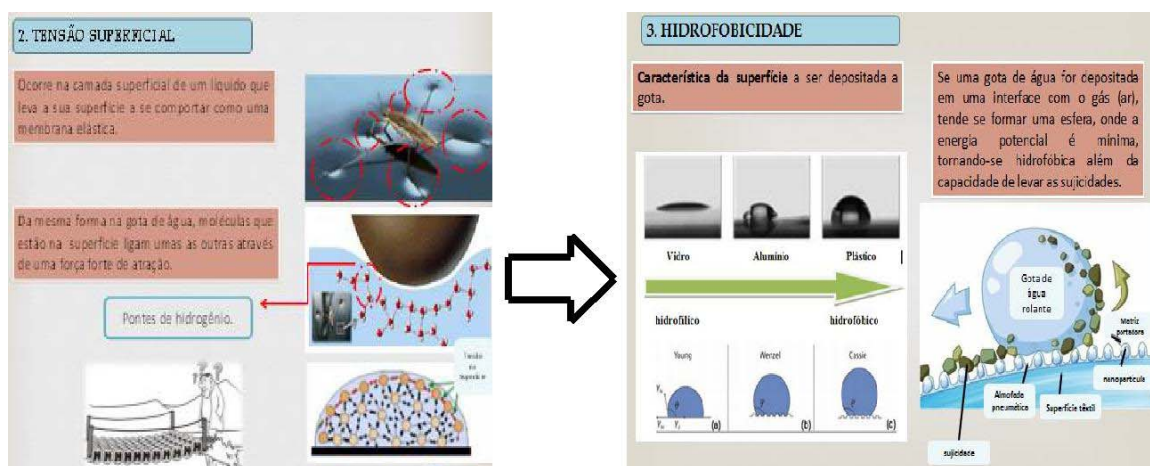 2. TENSÃO SUPERFICIAL
Ocorre na camada superficial de um líquido que
leva a sua superfície a se comportar como uma
membrana elástica.
Da mesma forma na gota de água, moléculas que
estão na superfície ligam umas as outras através
de uma força forte de atração.
Pontes de hidrogênio.
Tensão
na
superfície
3. HIDROFOBICIDADE
Característica da superfície a ser depositada a
gota.
Vidro Alumínio Plástico
hidrofílico hidrofóbico
Young Wenzel Cassie
(a) (b) (c)
Se uma gota de água for depositada
em uma interface com o gás (ar),
tende se formar uma esfera, onde a
energia potencial é mínima,
tornando-se hidrofóbica além da
capacidade de levar as sujicidades.
Gota de
água
rolante
Matriz
portadora
nanopartícula
Almofada
pneumática
Superfície têxtil
sujicidade